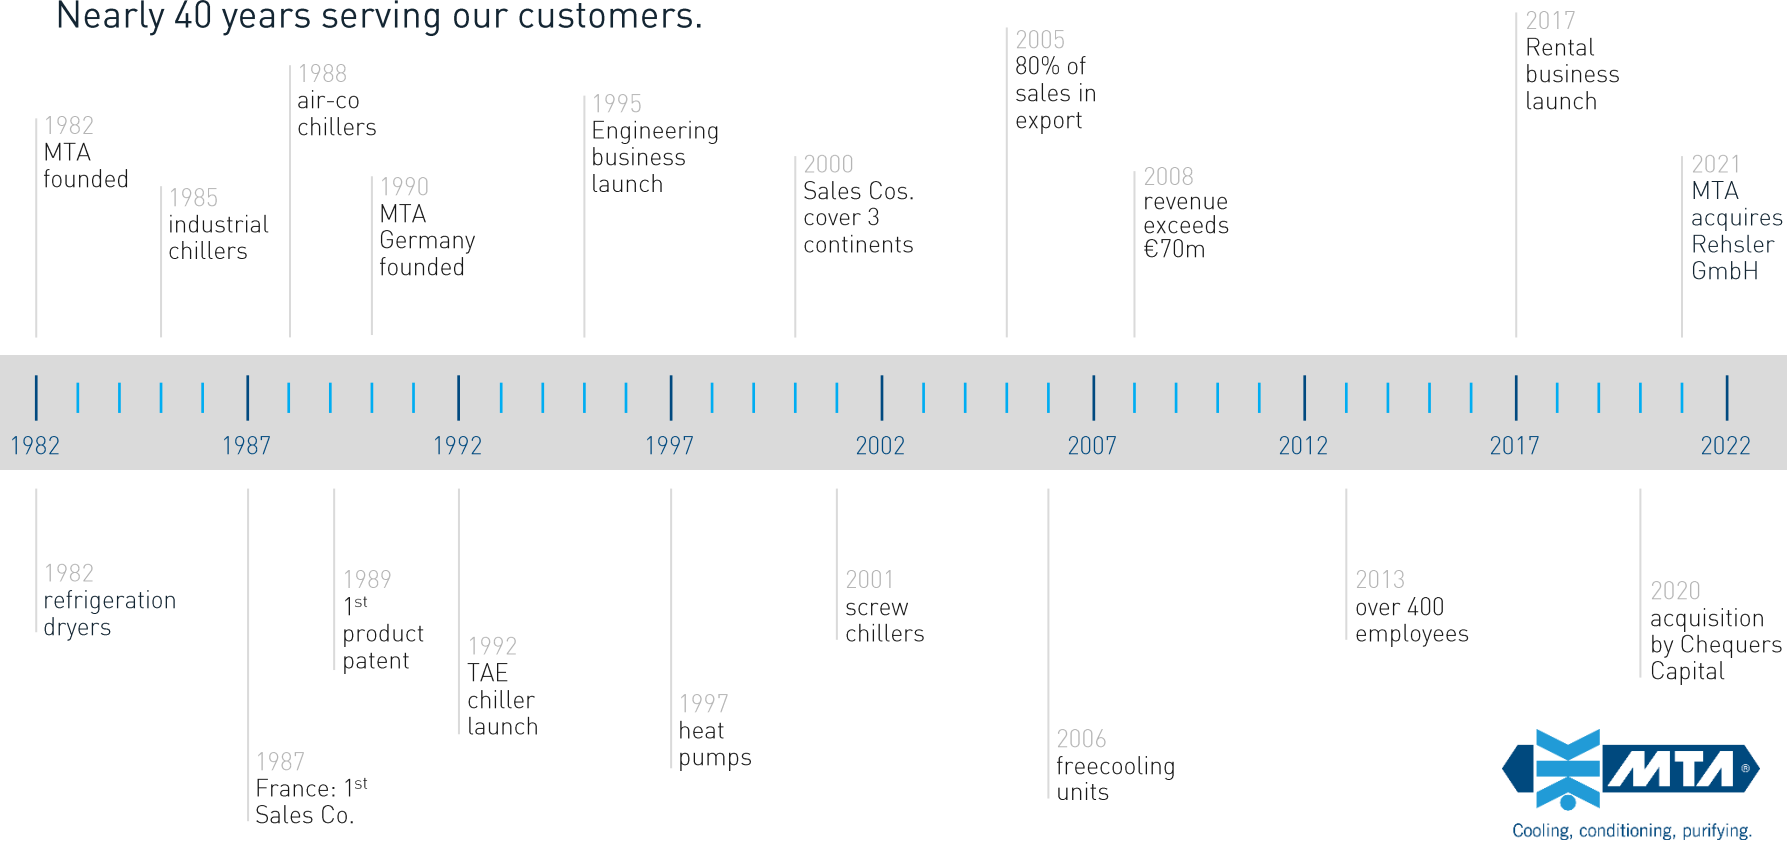 Nearly 40 years serving our customers.
1982
MTA
founded
1985
industrial
chillers
1988
air-co
chillers
1990
MTA
Germany
founded
1995
Engineering
business
launch
2000
Sales Cos.
cover 3
continents
2005
80% of
sales in
export
2008
revenue
exceeds
€70m
2017
Rental
business
launch
2021
MTA
acquires
Rehsler
GmbH
1982 1987 1992 1997 2002 2007 2012 2017 2022
1982
refrigeration
dryers
1987
France: 1st
Sales Co.
1989
1st
product
patent
1992
TAE
chiller
launch
1997
heat
pumps
2001
screw
chillers
2006
freecooling
units
2013
over 400
employees
2020
acquisition
by Chequers
Capital
MTA®
Cooling, conditioning, purifying.